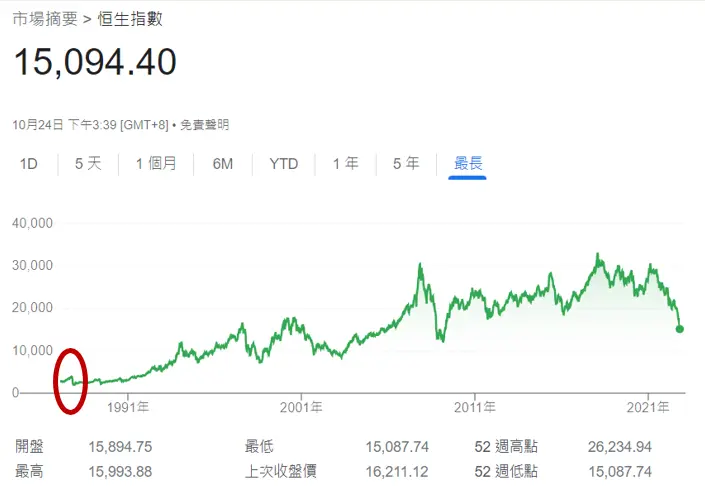 市場摘要 > 恒生指數
15,094.40
10月24日 下午3:39 [GMT+8] • 免責聲明
1D 5 天 1 個月 6M YTD 1 年 5 年 最長
40,000
30,000
20,000
10,000
0
1991年 2001年 2011年 2021年
開盤 15,894.75 最低 15,087.74 52 週高點 26,234.94
最高 15,993.88 上次收盤價 16,211.12 52 週低點 15,087.74